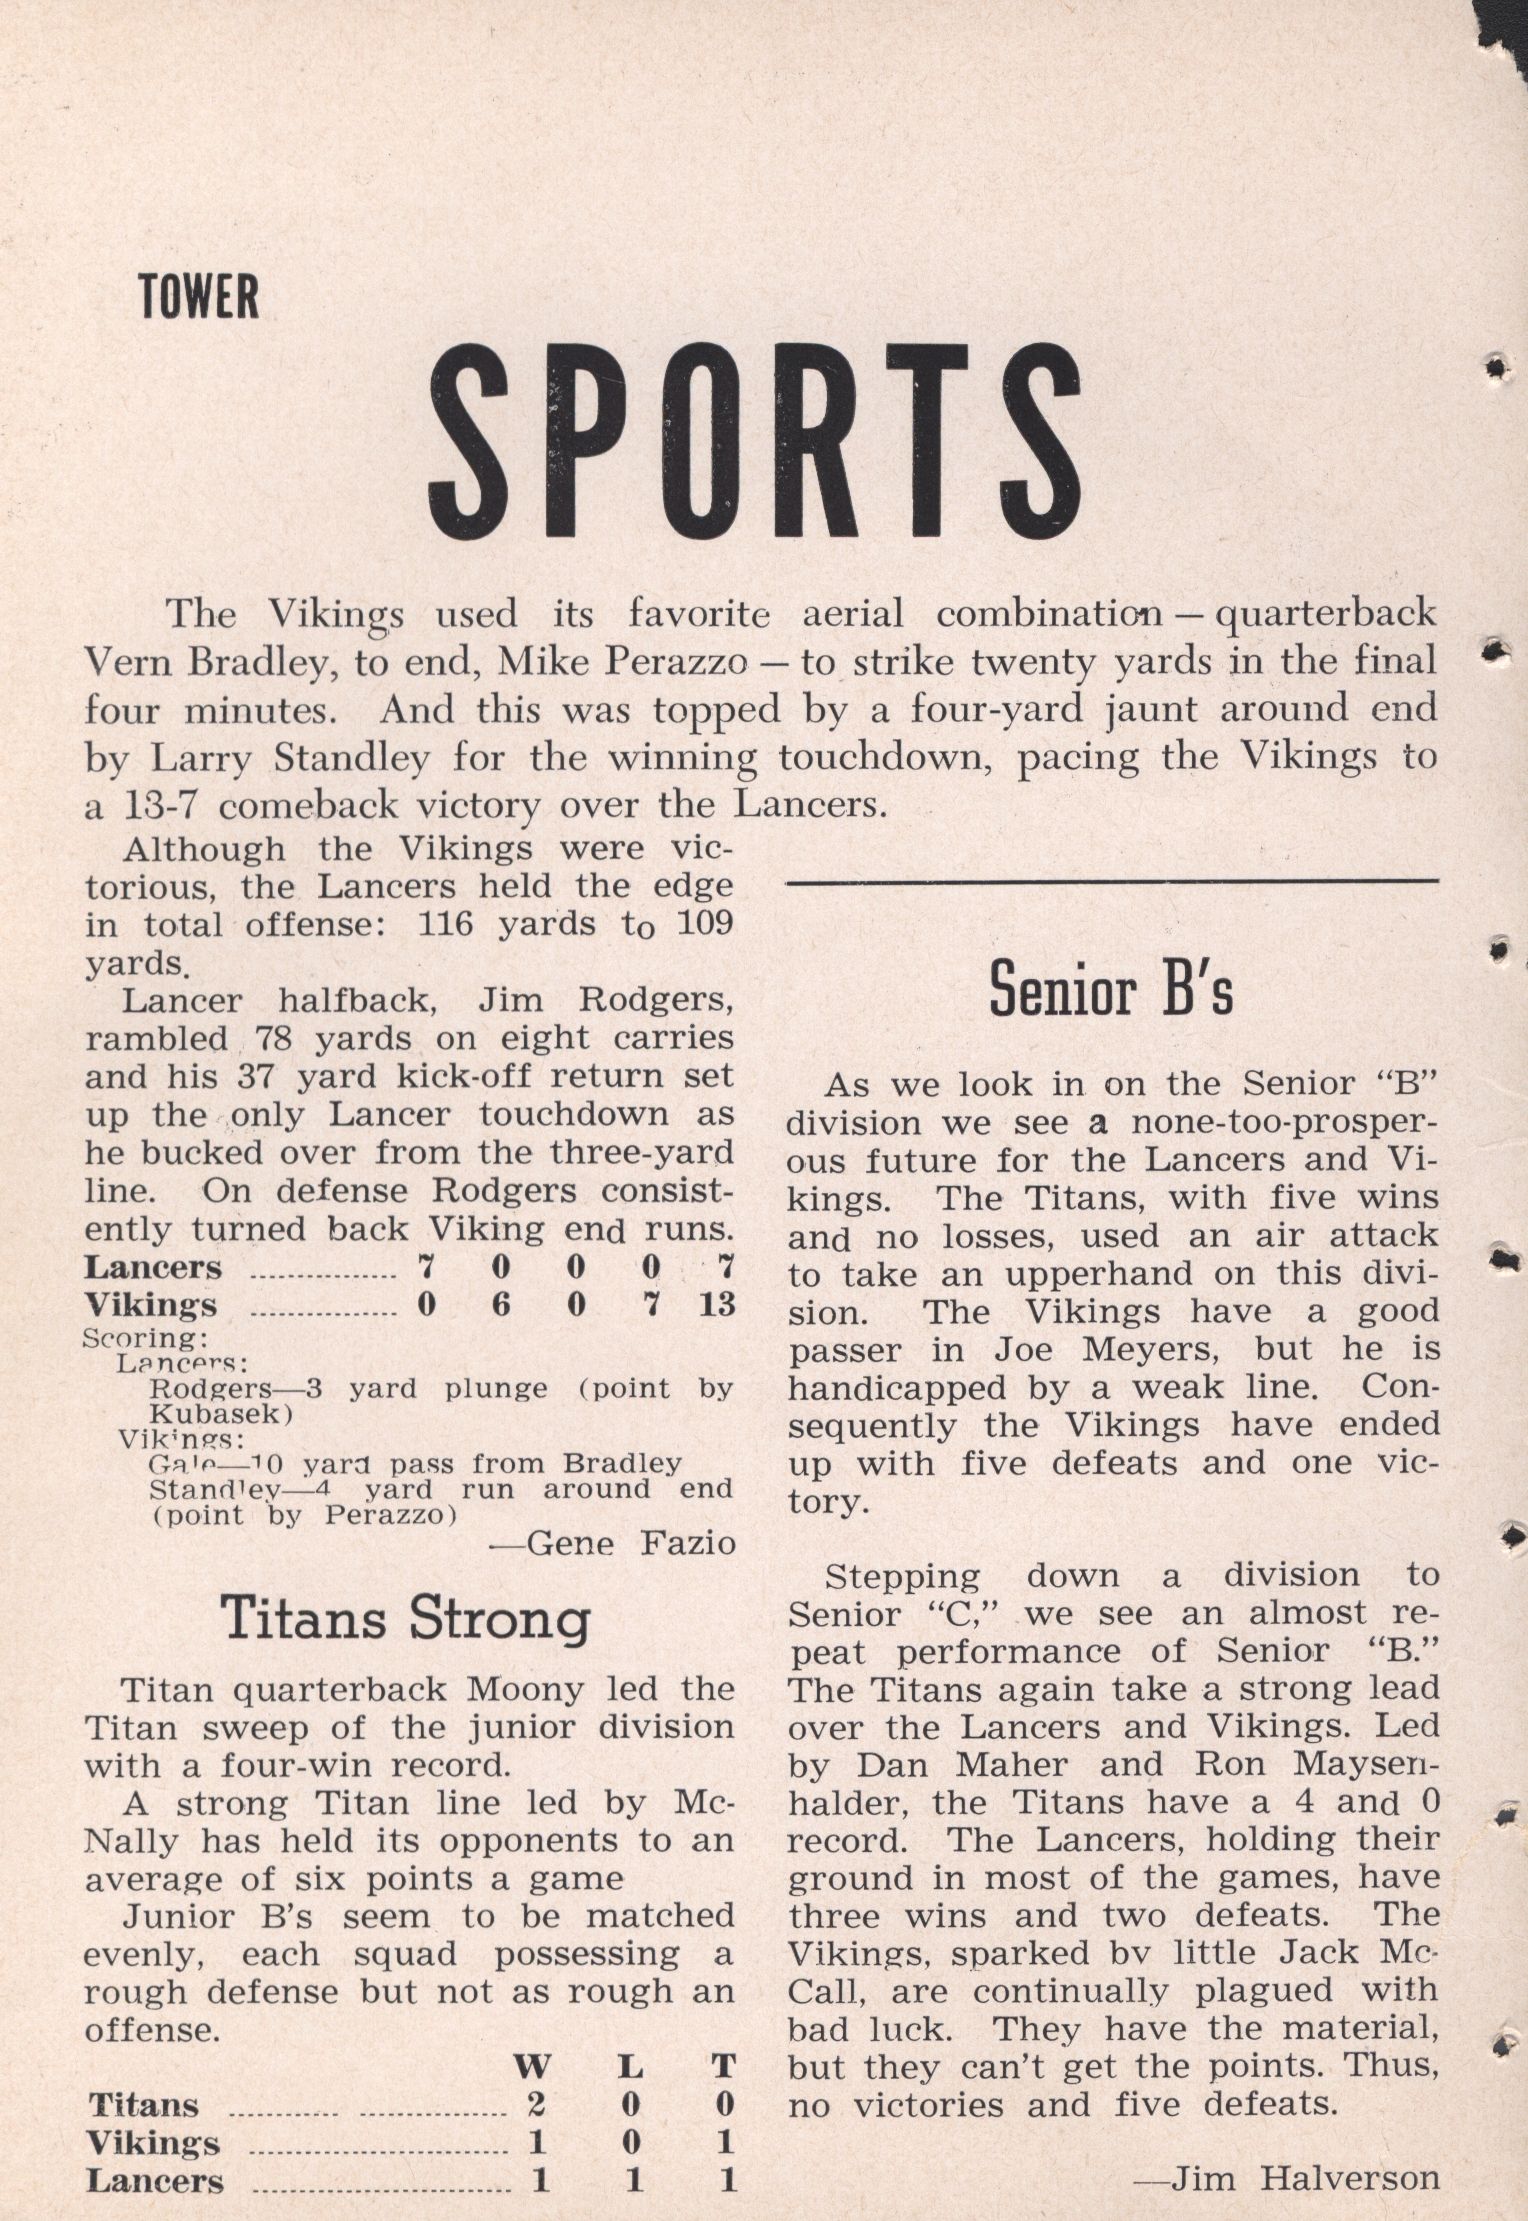 TOWER
SPORTS
The Vikings used its favorite aerial combination — quarterback
Vern Bradley, to end, Mike Perazzo — to strike twenty yards in the final
four minutes. And this was topped by a four-yard jaunt around end
by Larry Standley for the winning touchdown, pacing the Vikings to
a 13-7 comeback victory over the Lancers.
Although the Vikings were vic-
torious, the Lancers held the edge
in total offense: 116 yards to 109
yards.
Lancer halfback, Jim Rodgers,
rambled 78 yards on eight carries
and his 37 yard kick-off return set
up the only Lancer touchdown as
he bucked over from the three-yard
line. On defense Rodgers consist-
ently turned back Viking end runs.
Lancers ................ 7 0 0 0 7
Vikings ................ 0 6 0 7 13
Scoring:
Lancers:
Rodgers—3 yard plunge (point by
Kubasek)
Vikings:
Gale—10 yard pass from Bradley
Standley—4 yard run around end
(point by Perazzo)
—Gene Fazio
Titans Strong
Titan quarterback Moony led the
Titan sweep of the junior division
with a four-win record.
A strong Titan line led by Mc-
Nally has held its opponents to an
average of six points a game
Junior B's seem to be matched
evenly, each squad possessing a
rough defense but not as rough an
offense.
W L T
Titans ............ ................ 2 0 0
Vikings ............................ 1 0 1
Lancers ............................ 1 1 1
Senior B's
As we look in on the Senior “B”
division we see a none-too-prosper-
ous future for the Lancers and Vi-
kings. The Titans, with five wins
and no losses, used an air attack
to take an upperhand on this divi-
sion. The Vikings have a good
passer in Joe Meyers, but he is
handicapped by a weak line. Con-
sequently the Vikings have ended
up with five defeats and one vic-
tory.
Stepping down a division to
Senior “C,” we see an almost re-
peat performance of Senior “B.”
The Titans again take a strong lead
over the Lancers and Vikings. Led
by Dan Maher and Ron Maysen-
halder, the Titans have a 4 and 0
record. The Lancers, holding their
ground in most of the games, have
three wins and two defeats. The
Vikings, sparked by little Jack Mc-
Call, are continually plagued with
bad luck. They have the material,
but they can't get the points. Thus,
no victories and five defeats.
—Jim Halverson